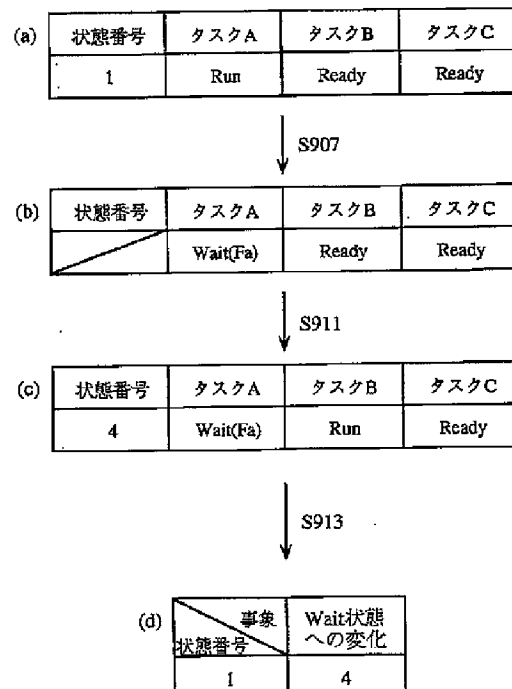 (a) 状態番号 タスクA タスクB タスクC
1 Run Ready Ready
S907
(b) 状態番号 タスクA タスクB タスクC
Wait(Fa) Ready Ready
S911
(c) 状態番号 タスクA タスクB タスクC
4 Wait(Fa) Run Ready
S913
(d) 事象 Wait状態
状態番号 への変化
1 4